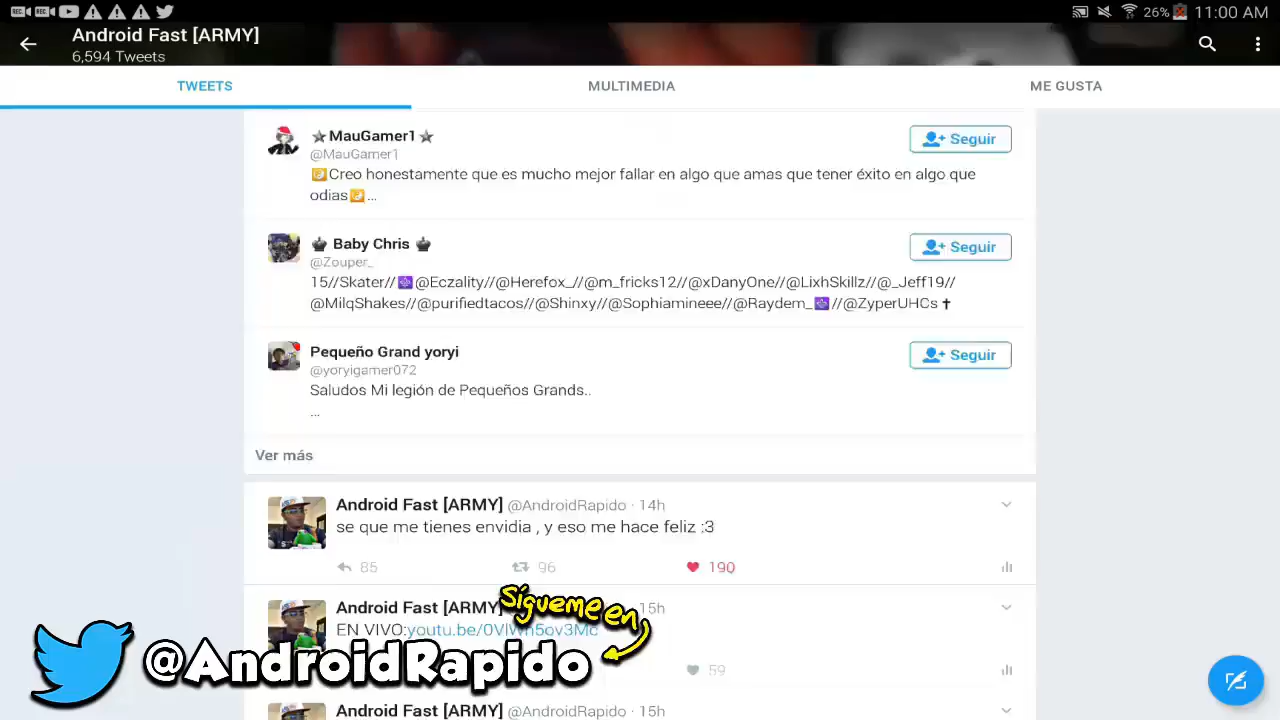 REC REC 26% 11:00 AM
Android Fast [ARMY]
6,594 Tweets
TWEETS MULTIMEDIA ME GUSTA
MauGamer1
Seguir
@MauGamer1
Creo honestamente que es mucho mejor fallar en algo que amas que tener éxito en algo que
odias...
Baby Chris
Seguir
@Zouper_
15//Skater//@Eczality//@Herefox_//@m_fricks12//@xDanyOne//@LixhSkillz//@_Jeff19//
@MilqShakes//@purifiedtacos//@Shinxy//@Sophiamineee//@Raydem_//@ZyperUHCs✝
Pequeño Grand yoryi
Seguir
@yoryigamer072
Saludos Mi legión de Pequeños Grands..
...
Ver más
Android Fast [ARMY] @AndroidRapido · 14h
se que me tienes envidia , y eso me hace feliz :3
85 96 190
Android Fast [ARMY] 15h
Sígueme en
EN VIVO:youtu.be/0VlWh5ov3Mc
@AndroidRapido
59
Android Fast [ARMY] @AndroidRapido · 15h